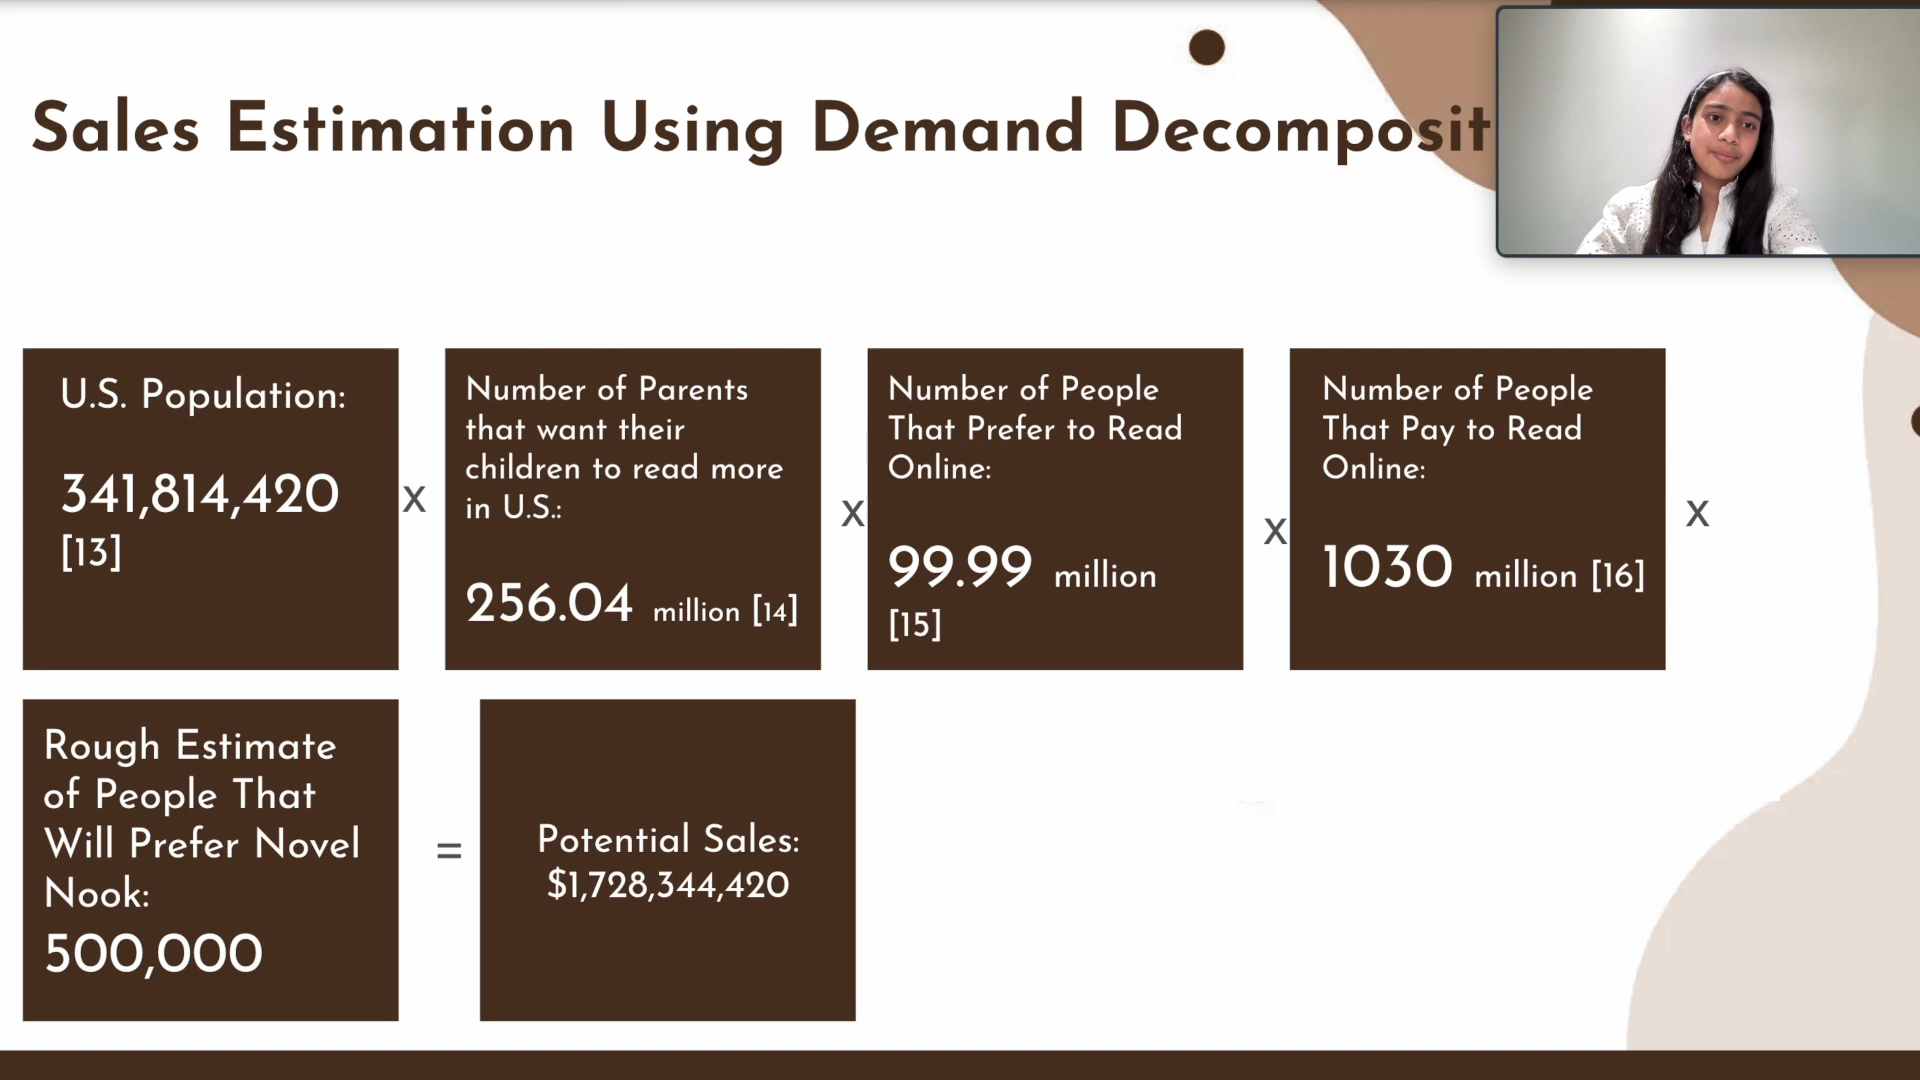 Sales Estimation Using Demand Decomposit
U.S. Population:
341,814,420
[13]
x
Number of Parents
that want their
children to read more
in U.S.:
256.04 million [14]
x
Number of People
That Prefer to Read
Online:
99.99 million
[15]
x
Number of People
That Pay to Read
Online:
1030 million [16]
x
Rough Estimate
of People That
Will Prefer Novel
Nook:
500,000
=
Potential Sales:
$1,728,344,420